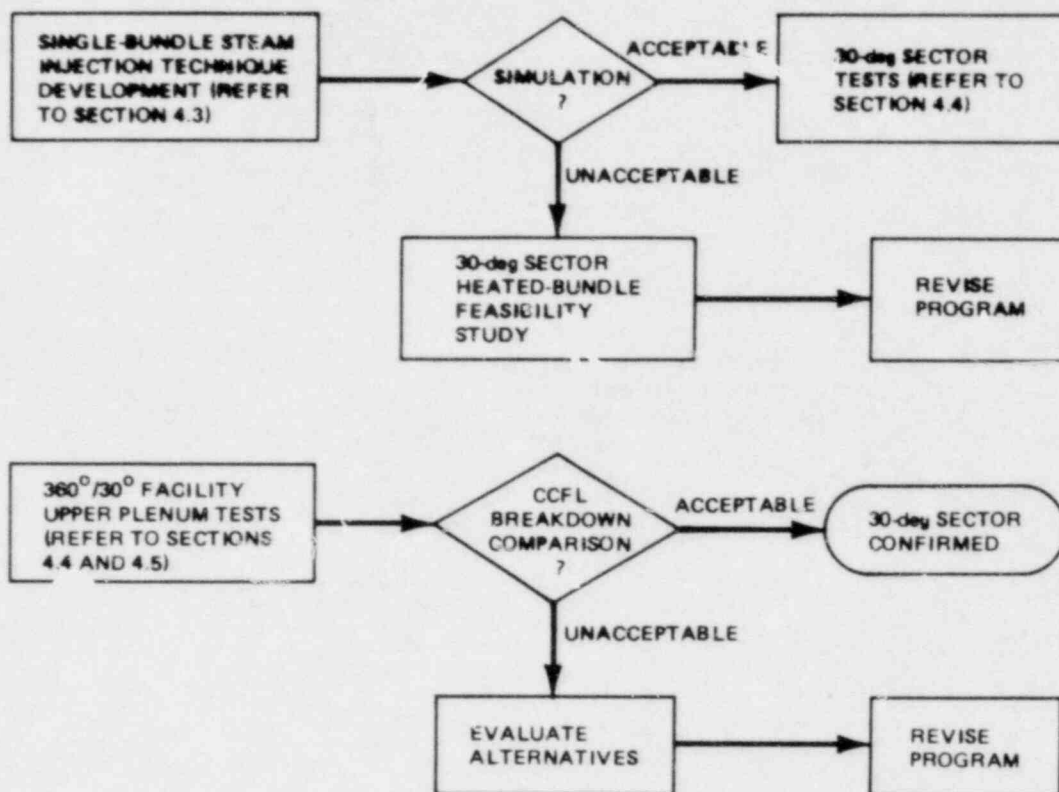 SINGLE-BUNDLE STEAM
INJECTION TECHNIQUE
DEVELOPMENT (REFER
TO SECTION 4.3)
SIMULATION
?
ACCEPTABLE
30-deg SECTOR
TESTS (REFER TO
SECTION 4.4)
UNACCEPTABLE
30-deg SECTOR
HEATED-BUNDLE
FEASIBILITY
STUDY
REVISE
PROGRAM
360°/30° FACILITY
UPPER PLENUM TESTS
(REFER TO SECTIONS
4.4 AND 4.5)
CCFL
BREAKDOWN
COMPARISON
?
ACCEPTABLE
30-deg SECTOR
CONFIRMED
UNACCEPTABLE
EVALUATE
ALTERNATIVES
REVISE
PROGRAM